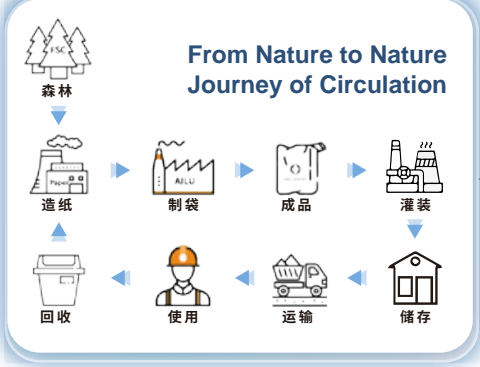 From Nature to Nature
Journey of Circulation
FSC
森林
Paper
造纸
AILU
制袋
成品
灌装
回收
使用
运输
储存